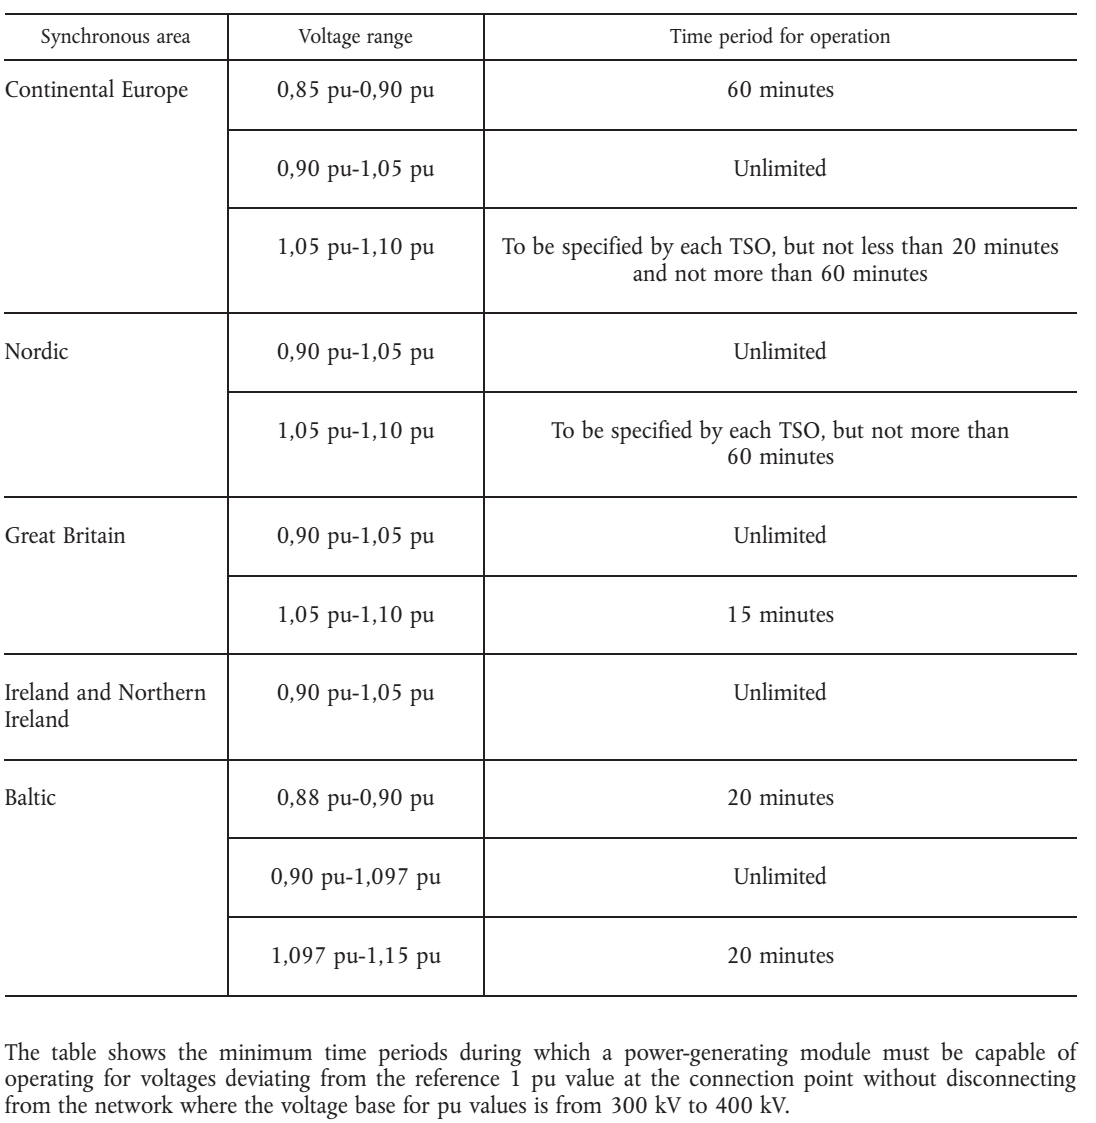 Synchronous area Voltage range Time period for operation
Continental Europe 0,85 pu-0,90 pu 60 minutes
0,90 pu-1,05 pu Unlimited
1,05 pu-1,10 pu To be specified by each TSO, but not less than 20 minutes
and not more than 60 minutes
Nordic 0,90 pu-1,05 pu Unlimited
1,05 pu-1,10 pu To be specified by each TSO, but not more than
60 minutes
Great Britain 0,90 pu-1,05 pu Unlimited
1,05 pu-1,10 pu 15 minutes
Ireland and Northern 0,90 pu-1,05 pu Unlimited
Ireland
Baltic 0,88 pu-0,90 pu 20 minutes
0,90 pu-1,097 pu Unlimited
1,097 pu-1,15 pu 20 minutes
The table shows the minimum time periods during which a power-generating module must be capable of
operating for voltages deviating from the reference 1 pu value at the connection point without disconnecting
from the network where the voltage base for pu values is from 300 kV to 400 kV.